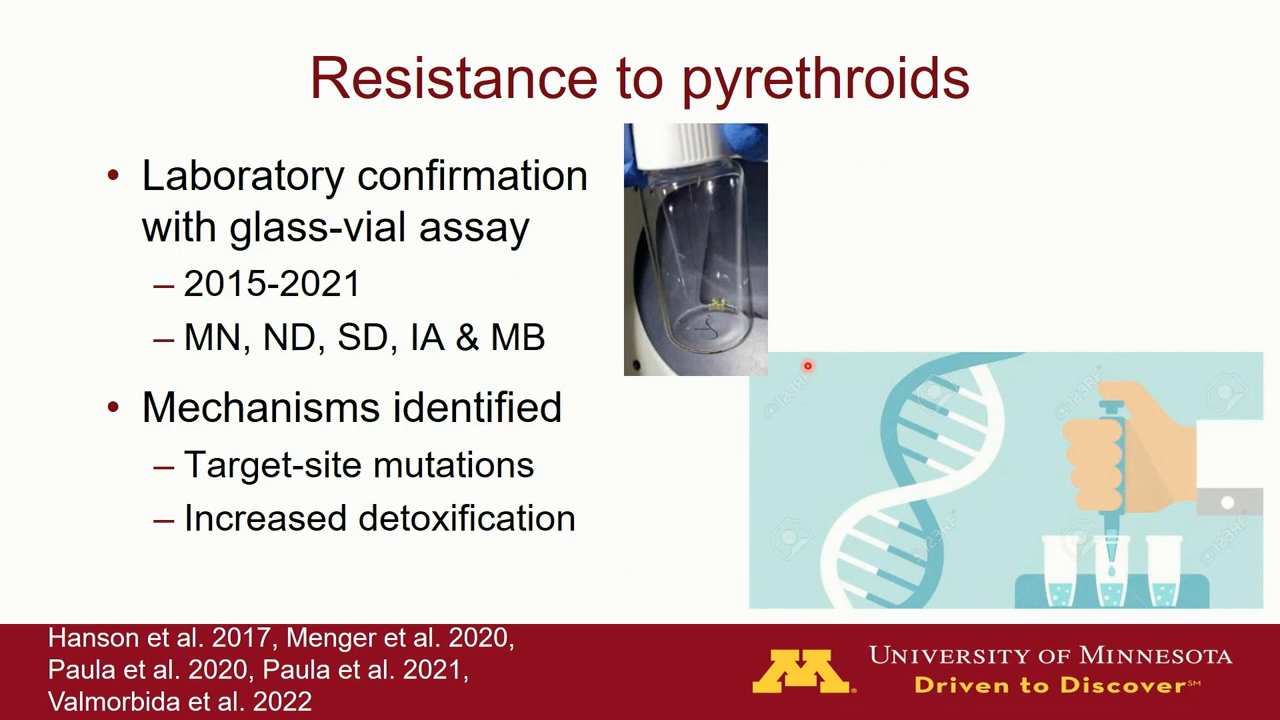 Resistance to pyrethroids
• Laboratory confirmation
with glass-vial assay
– 2015-2021
– MN, ND, SD, IA & MB
• Mechanisms identified
– Target-site mutations
– Increased detoxification
Hanson et al. 2017, Menger et al. 2020,
Paula et al. 2020, Paula et al. 2021,
Valmorbida et al. 2022
M
UNIVERSITY OF MINNESOTA
Driven to Discover℠